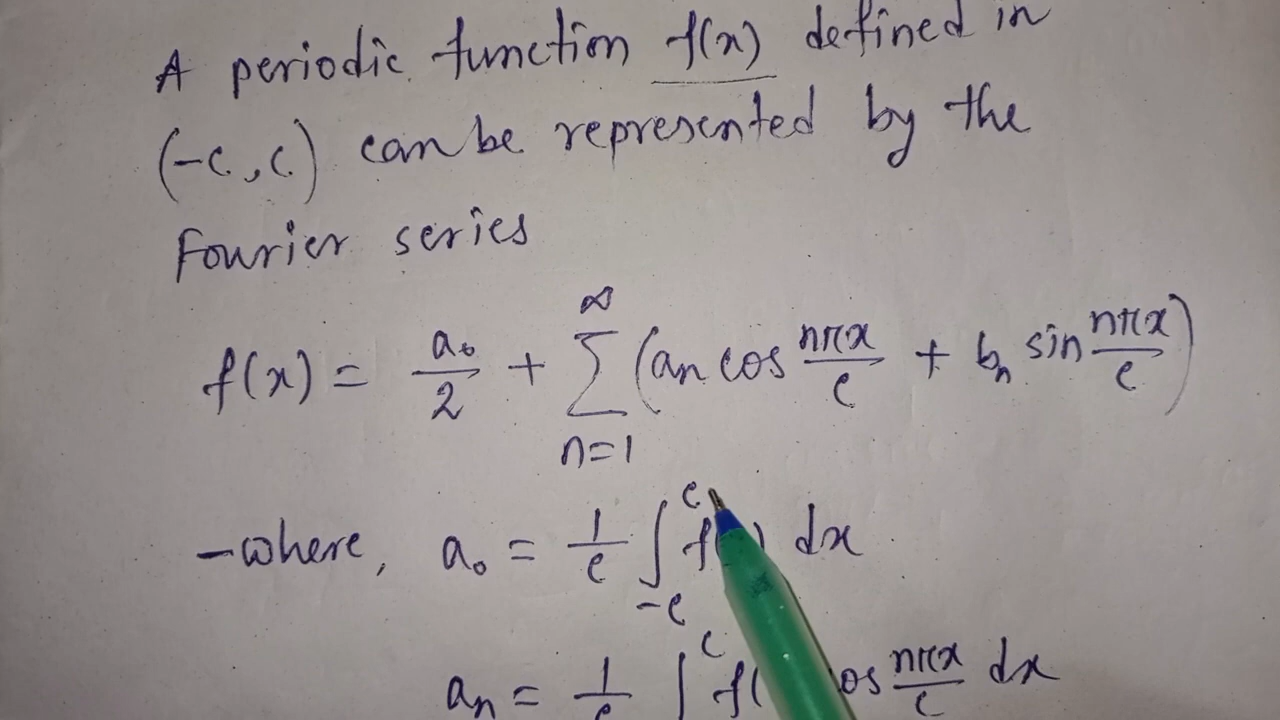 A periodic function f(x) defined in
(-c, c) can be represented by the
Fourier series
f(x) = a₀/2 + ∑_{n=1}^{∞} (an cos nπx/c + bₙ sin nπx/c)
where, a₀ = 1/c ∫_{-c}^{c} f( ) dx
an = 1/c ∫^{c} f( os nπx/c dx